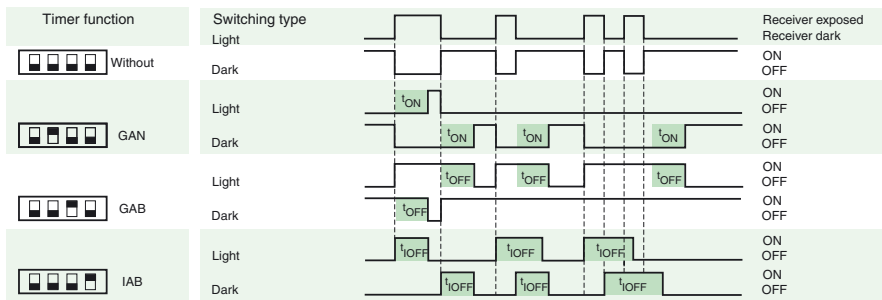 Timer function Switching type Receiver exposed
Light Receiver dark
Without Dark ON
OFF
Light tON ON
OFF
GAN Dark tON tON tON ON
OFF
Light tOFF tOFF tOFF ON
OFF
GAB Dark tOFF ON
OFF
Light tIOFF tIOFF tIOFF ON
OFF
IAB Dark tIOFF tIOFF tIOFF ON
OFF